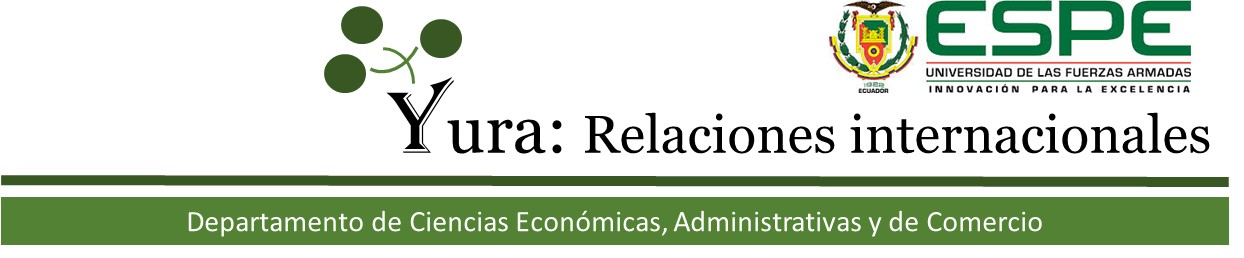 ESPE
UNIVERSIDAD DE LAS FUERZAS ARMADAS
INNOVACIÓN PARA LA EXCELENCIA
ECUADOR
Yura: Relaciones internacionales
Departamento de Ciencias Económicas, Administrativas y de Comercio